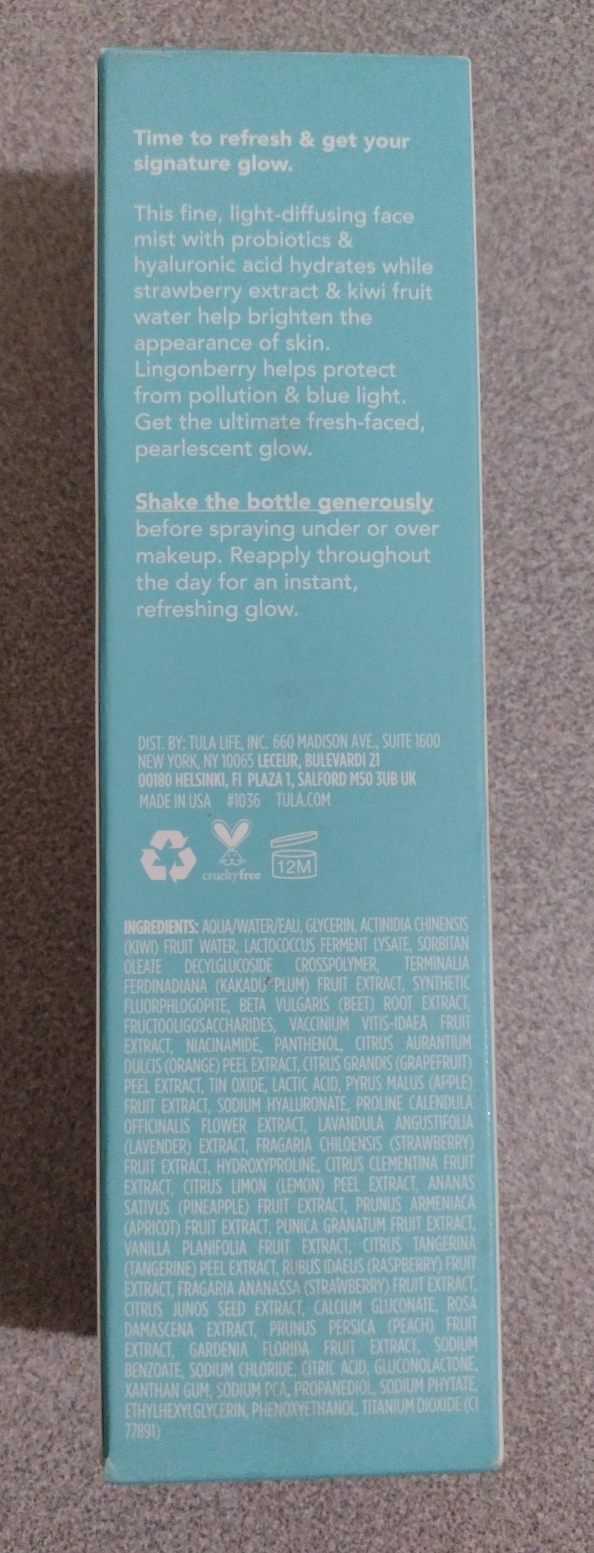 Time to refresh & get your
signature glow.
This fine, light-diffusing face
mist with probiotics &
hyaluronic acid hydrates while
strawberry extract & kiwi fruit
water help brighten the
appearance of skin.
Lingonberry helps protect
from pollution & blue light.
Get the ultimate fresh-faced,
pearlescent glow.
Shake the bottle generously
before spraying under or over
makeup. Reapply throughout
the day for an instant,
refreshing glow.
DIST. BY: TULA LIFE, INC. 660 MADISON AVE., SUITE 1600
NEW YORK, NY 10065 LECEUR, BULEVARDI 21
00180 HELSINKI, FI PLAZA 1, SALFORD M50 3UB UK
MADE IN USA #1036 TULA.COM
crueltyfree
12M
INGREDIENTS: AQUA/WATER/EAU, GLYCERIN, ACTINIDIA CHINENSIS
(KIWI) FRUIT WATER, LACTOCOCCUS FERMENT LYSATE, SORBITAN
OLEATE DECYLGLUCOSIDE CROSSPOLYMER, TERMINALIA
FERDINADIANA (KAKADU PLUM) FRUIT EXTRACT, SYNTHETIC
FLUORPHLOGOPITE, BETA VULGARIS (BEET) ROOT EXTRACT,
FRUCTOOLIGOSACCHARIDES, VACCINIUM VITIS-IDAEA FRUIT
EXTRACT, NIACINAMIDE, PANTHENOL, CITRUS AURANTIUM
DULCIS (ORANGE) PEEL EXTRACT, CITRUS GRANDIS (GRAPEFRUIT)
PEEL EXTRACT, TIN OXIDE, LACTIC ACID, PYRUS MALUS (APPLE)
FRUIT EXTRACT, SODIUM HYALURONATE, PROLINE CALENDULA
OFFICINALIS FLOWER EXTRACT, LAVANDULA ANGUSTIFOLIA
(LAVENDER) EXTRACT, FRAGARIA CHILOENSIS (STRAWBERRY)
FRUIT EXTRACT, HYDROXYPROLINE, CITRUS CLEMENTINA FRUIT
EXTRACT, CITRUS LIMON (LEMON) PEEL EXTRACT, ANANAS
SATIVUS (PINEAPPLE) FRUIT EXTRACT, PRUNUS ARMENIACA
(APRICOT) FRUIT EXTRACT, PUNICA GRANATUM FRUIT EXTRACT,
VANILLA PLANIFOLIA FRUIT EXTRACT, CITRUS TANGERINA
(TANGERINE) PEEL EXTRACT, RUBUS IDAEUS (RASPBERRY) FRUIT
EXTRACT, FRAGARIA ANANASSA (STRAWBERRY) FRUIT EXTRACT,
CITRUS JUNOS SEED EXTRACT, CALCIUM GLUCONATE, ROSA
DAMASCENA EXTRACT, PRUNUS PERSICA (PEACH) FRUIT
EXTRACT, GARDENIA FLORIDA FRUIT EXTRACT, SODIUM
BENZOATE, SODIUM CHLORIDE, CITRIC ACID, GLUCONOLACTONE,
XANTHAN GUM, SODIUM PCA, PROPANEDIOL, SODIUM PHYTATE,
ETHYLHEXYLGLYCERIN, PHENOXYETHANOL, TITANIUM DIOXIDE (CI
77891)